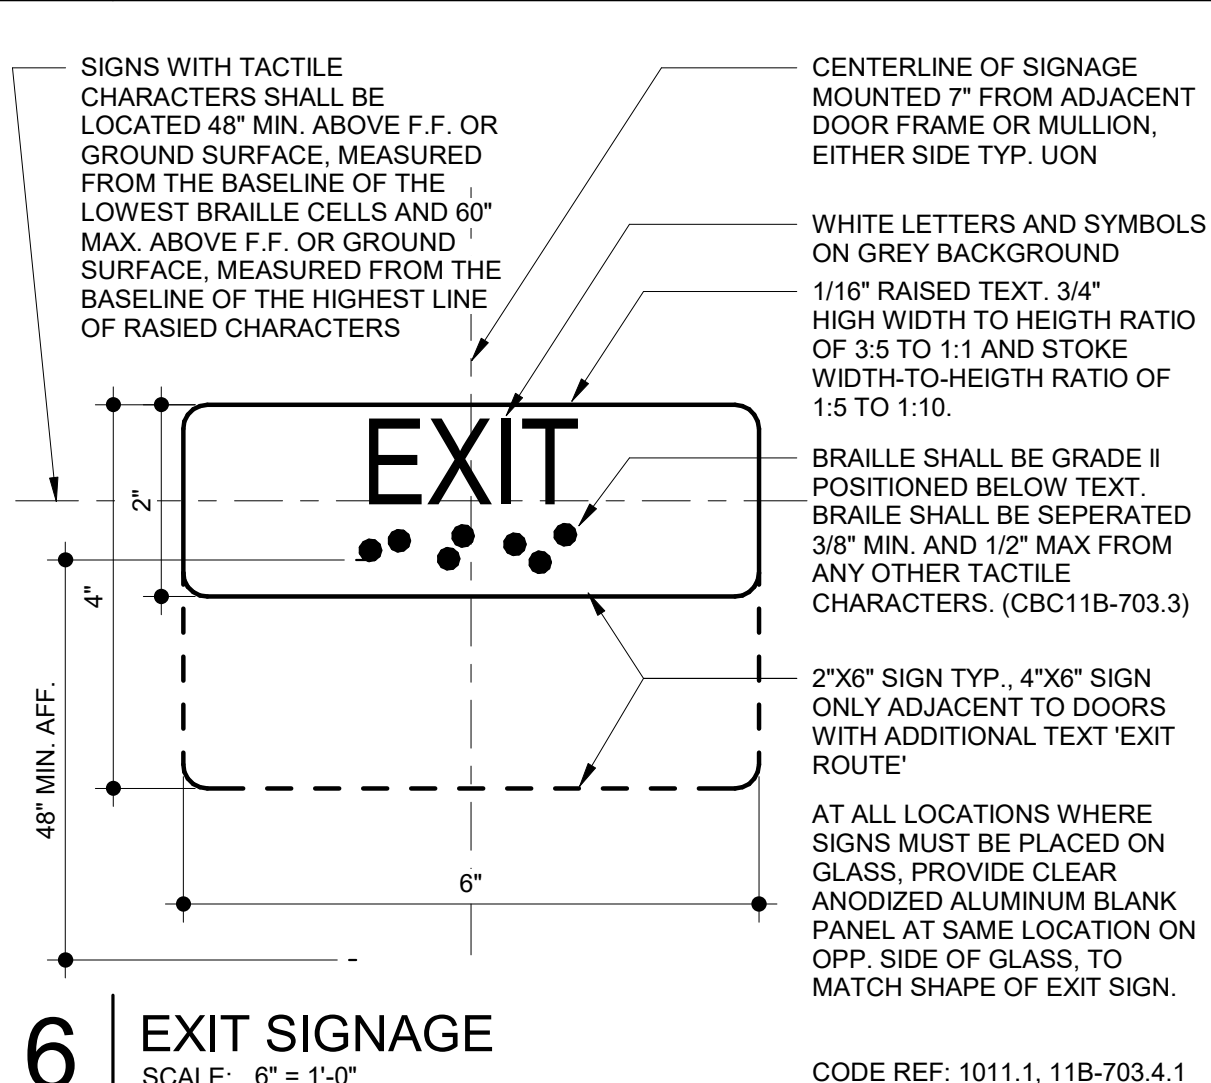 SIGNS WITH TACTILE
CHARACTERS SHALL BE
LOCATED 48" MIN. ABOVE F.F. OR
GROUND SURFACE, MEASURED
FROM THE BASELINE OF THE
LOWEST BRAILLE CELLS AND 60"
MAX. ABOVE F.F. OR GROUND
SURFACE, MEASURED FROM THE
BASELINE OF THE HIGHEST LINE
OF RASIED CHARACTERS
CENTERLINE OF SIGNAGE
MOUNTED 7" FROM ADJACENT
DOOR FRAME OR MULLION,
EITHER SIDE TYP. UON
WHITE LETTERS AND SYMBOLS
ON GREY BACKGROUND
1/16" RAISED TEXT. 3/4"
HIGH WIDTH TO HEIGTH RATIO
OF 3:5 TO 1:1 AND STOKE
WIDTH-TO-HEIGTH RATIO OF
1:5 TO 1:10.
BRAILLE SHALL BE GRADE II
POSITIONED BELOW TEXT.
BRAILE SHALL BE SEPERATED
3/8" MIN. AND 1/2" MAX FROM
ANY OTHER TACTILE
CHARACTERS. (CBC11B-703.3)
2"X6" SIGN TYP., 4"X6" SIGN
ONLY ADJACENT TO DOORS
WITH ADDITIONAL TEXT 'EXIT
ROUTE'
AT ALL LOCATIONS WHERE
SIGNS MUST BE PLACED ON
GLASS, PROVIDE CLEAR
ANODIZED ALUMINUM BLANK
PANEL AT SAME LOCATION ON
OPP. SIDE OF GLASS, TO
MATCH SHAPE OF EXIT SIGN.
EXIT
2"
4"
48" MIN. AFF.
6"
6
EXIT SIGNAGE
SCALE: 6" = 1'-0"
CODE REF: 1011.1, 11B-703.4.1